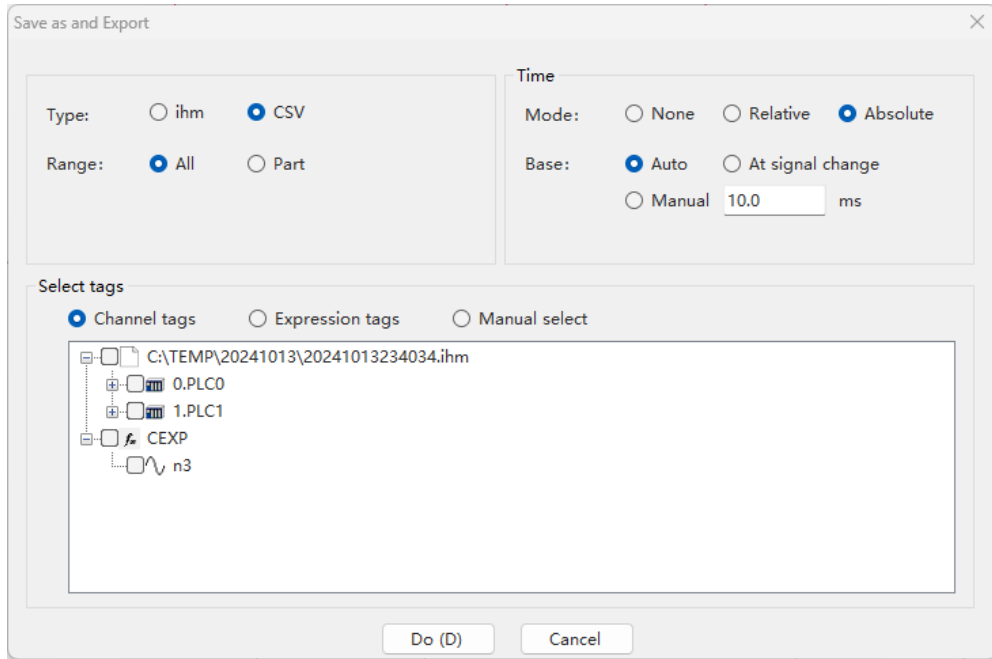 Save as and Export
Type: ihm CSV
Range: All Part
Time
Mode: None Relative Absolute
Base: Auto At signal change
Manual 10.0 ms
Select tags
Channel tags Expression tags Manual select
C:\TEMP\20241013\20241013234034.ihm
0.PLC0
1.PLC1
CEXP
n3
Do (D) Cancel